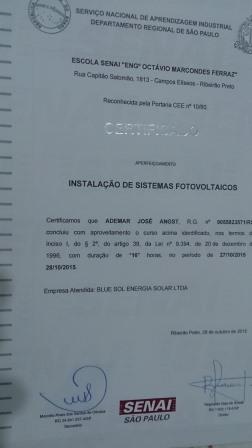 SERVIÇO NACIONAL DE APRENDIZAGEM INDUSTRIAL
DEPARTAMENTO REGIONAL DE SÃO PAULO
ESCOLA SENAI "ENGº OCTÁVIO MARCONDES FERRAZ"
Rua Capitão Salomão, 1813 - Campos Elíseos - Ribeirão Preto
Reconhecida pela Portaria CEE nº 10/80
CERTIFICADO
APERFEIÇOAMENTO
INSTALAÇÃO DE SISTEMAS FOTOVOLTAICOS
Certificamos que ADEMAR JOSÉ ANGST, R.G. nº
concluiu com aproveitamento o curso acima identificado, nos termos do
inciso I, do § 2º, do artigo 39, da Lei nº 9.394, de 20 de dezembro de
1996, com duração de "16" horas, no período de 27/10/2015
28/10/2015.
Empresa Atendida: BLUE SOL ENERGIA SOLAR LTDA
Ribeirão Preto, 28 de outubro de 2015
Secretário
Diretor
SENAI
SÃO PAULO